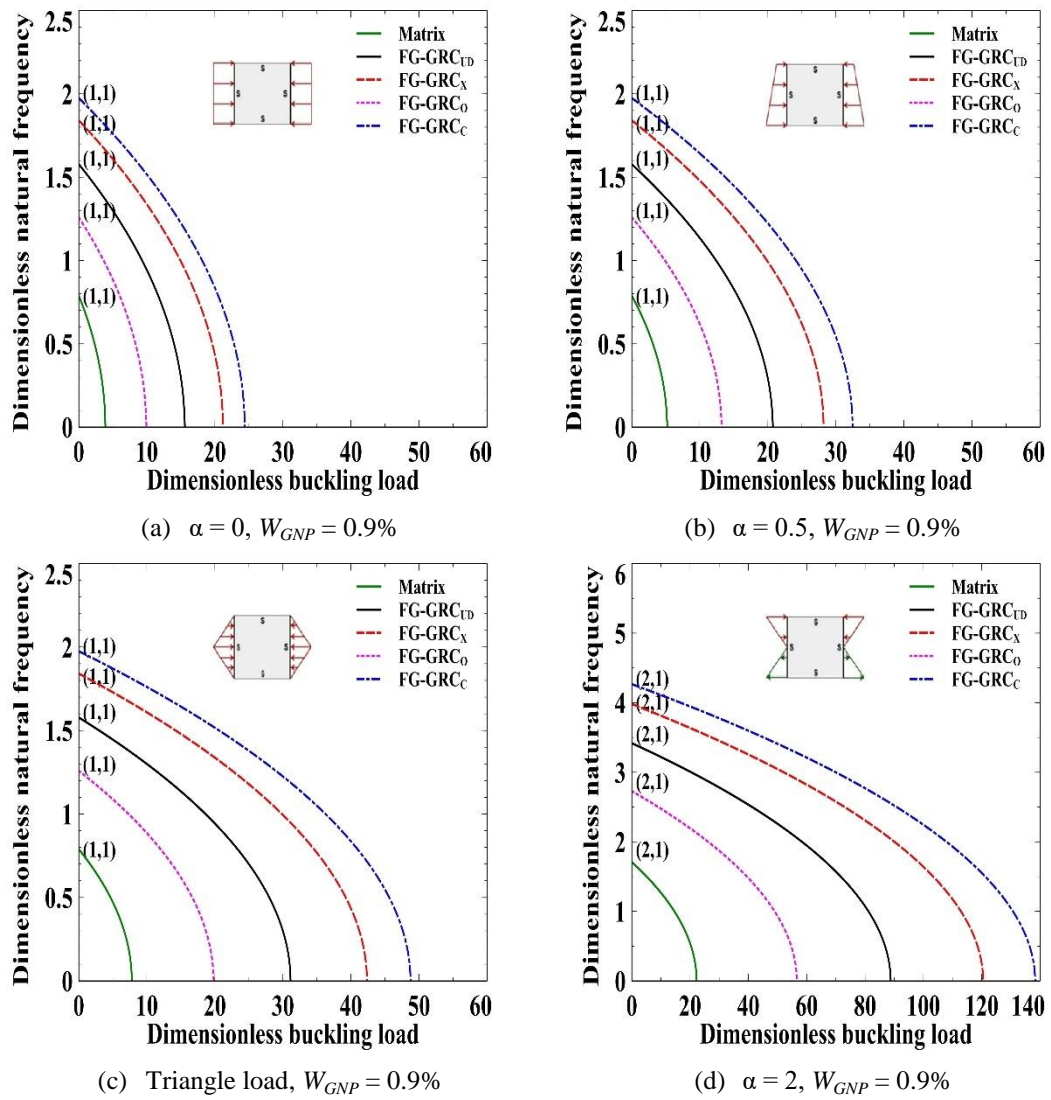 Dimensionless natural frequency
2.5
2
1.5
1
0.5
0
Matrix
FG-GRC_UD
FG-GRC_X
FG-GRC_O
FG-GRC_C
S
S S
S
(1,1)
(1,1)
(1,1)
(1,1)
(1,1)
0 10 20 30 40 50 60
Dimensionless buckling load
(a) α = 0, W_GNP = 0.9%
Dimensionless natural frequency
2.5
2
1.5
1
0.5
0
Matrix
FG-GRC_UD
FG-GRC_X
FG-GRC_O
FG-GRC_C
S
S S
S
(1,1)
(1,1)
(1,1)
(1,1)
(1,1)
0 10 20 30 40 50 60
Dimensionless buckling load
(b) α = 0.5, W_GNP = 0.9%
Dimensionless natural frequency
2.5
2
1.5
1
0.5
0
Matrix
FG-GRC_UD
FG-GRC_X
FG-GRC_O
FG-GRC_C
S
S S
S
(1,1)
(1,1)
(1,1)
(1,1)
(1,1)
0 10 20 30 40 50 60
Dimensionless buckling load
(c) Triangle load, W_GNP = 0.9%
Dimensionless natural frequency
6
5
4
3
2
1
0
Matrix
FG-GRC_UD
FG-GRC_X
FG-GRC_O
FG-GRC_C
S
S S
S
(2,1)
(2,1)
(2,1)
(2,1)
(2,1)
0 20 40 60 80 100 120 140
Dimensionless buckling load
(d) α = 2, W_GNP = 0.9%